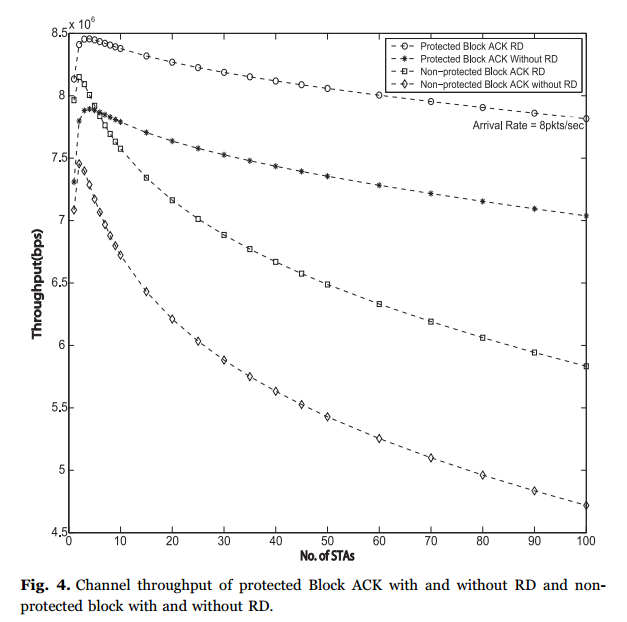 x 10⁶
8.5
8
7.5
7
6.5
6
5.5
5
4.5
Throughput(bps)
Protected Block ACK RD
Protected Block ACK Without RD
Non-protected Block ACK RD
Non-protected Block ACK without RD
Arrival Rate = 8pkts/sec
0 10 20 30 40 50 60 70 80 90 100
No. of STAs
Fig. 4. Channel throughput of protected Block ACK with and without RD and non-
protected block with and without RD.